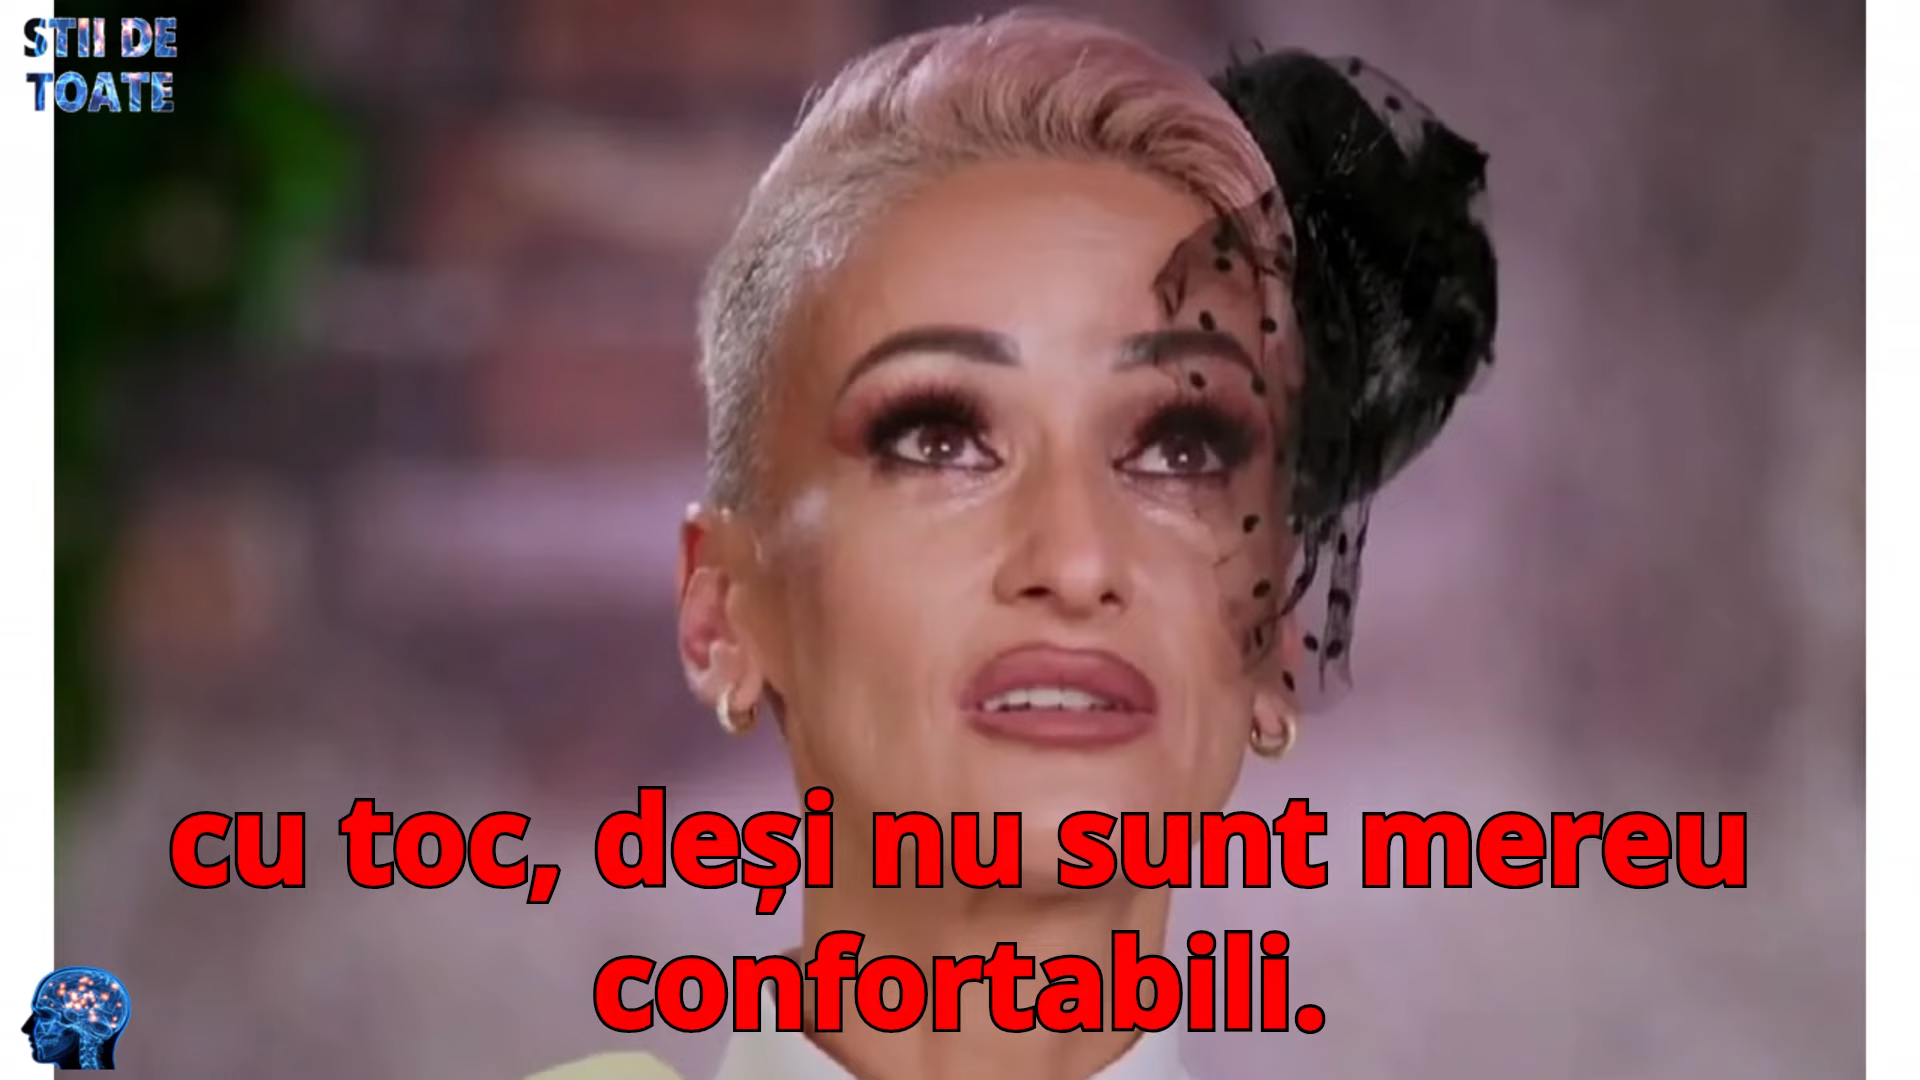 STII DE
TOATE
cu toc, deși nu sunt mereu
confortabili.